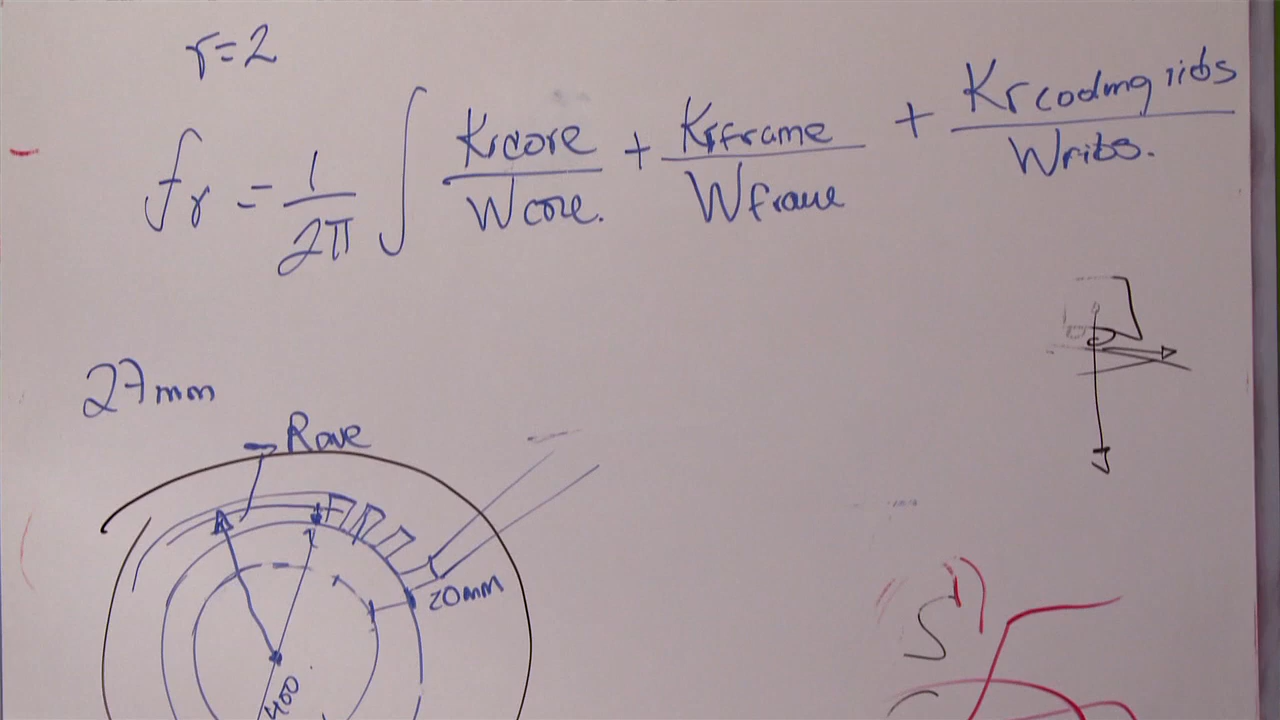 r=2
fr = 1/2π ∫ Krcore/Wcore. + Krframe/Wframe + Krcooling ribs/Wribs.
27mm
Rave
20mm
400
S